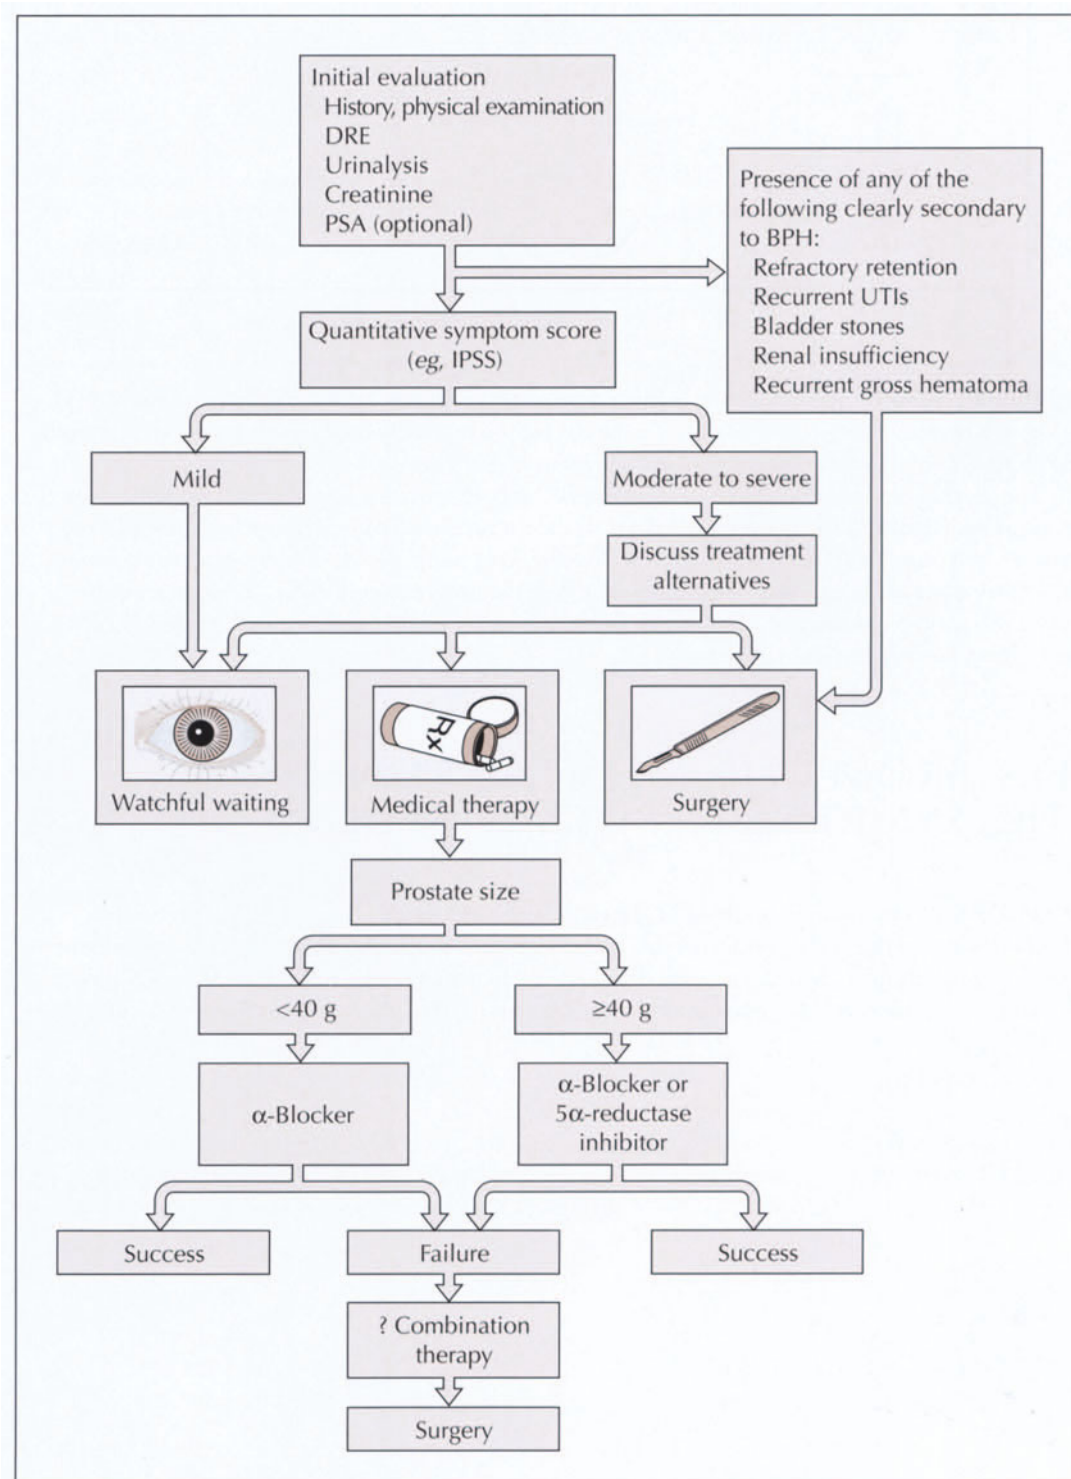 Initial evaluation
History, physical examination
DRE
Urinalysis
Creatinine
PSA (optional)
Presence of any of the
following clearly secondary
to BPH:
Refractory retention
Recurrent UTIs
Bladder stones
Renal insufficiency
Recurrent gross hematoma
Quantitative symptom score
(eg, IPSS)
Mild
Moderate to severe
Discuss treatment
alternatives
Watchful waiting
Rx
Medical therapy
Surgery
Prostate size
<40 g
≥40 g
α-Blocker
α-Blocker or
5α-reductase
inhibitor
Success
Failure
Success
? Combination
therapy
Surgery